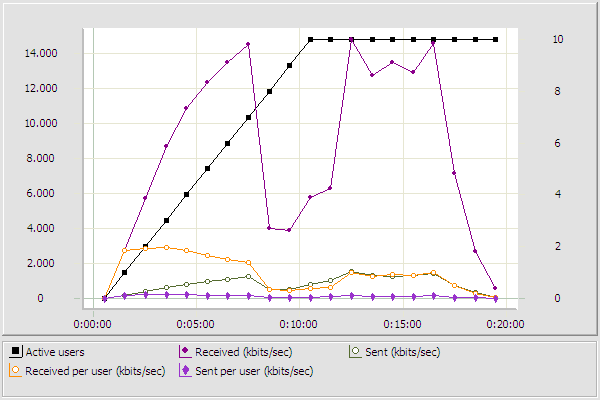 14.000 10
12.000 8
10.000
8.000 6
6.000 4
4.000
2.000 2
0 0
0:00:00 0:05:00 0:10:00 0:15:00 0:20:00
Active users Received (kbits/sec) Sent (kbits/sec)
Received per user (kbits/sec) Sent per user (kbits/sec)